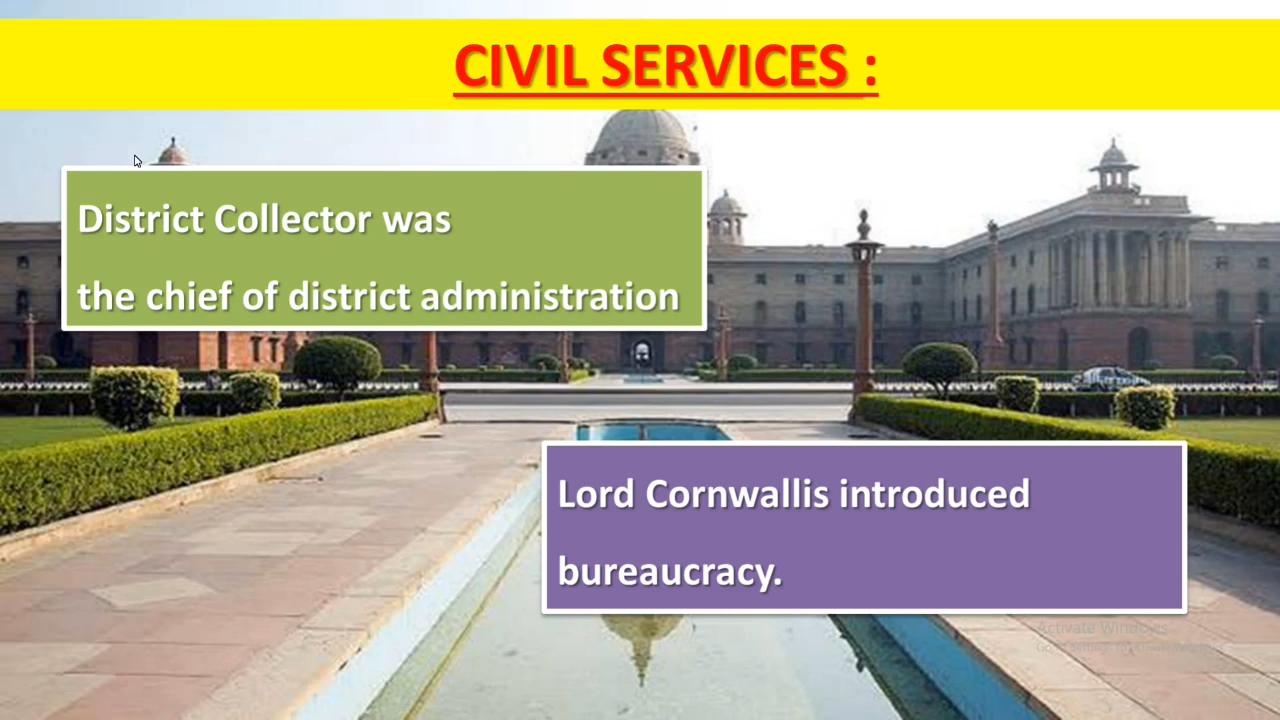 CIVIL SERVICES :
District Collector was
the chief of district administration
Lord Cornwallis introduced
bureaucracy.
Activate Windows